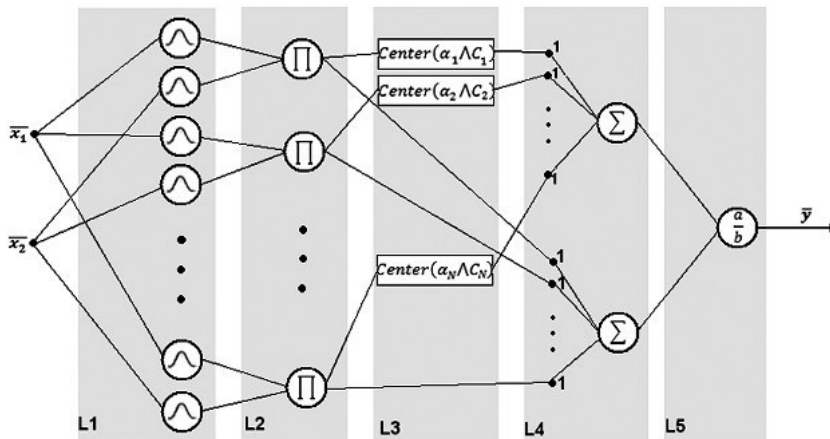 ∏
Center(α₁⋀C₁)
1
Center(α₂⋀C₂)
1
∑
x̄₁
∏
1
x̄₂
a
b
ȳ
Center(α_N⋀C_N)
1
1
∑
∏
1
L1
L2
L3
L4
L5